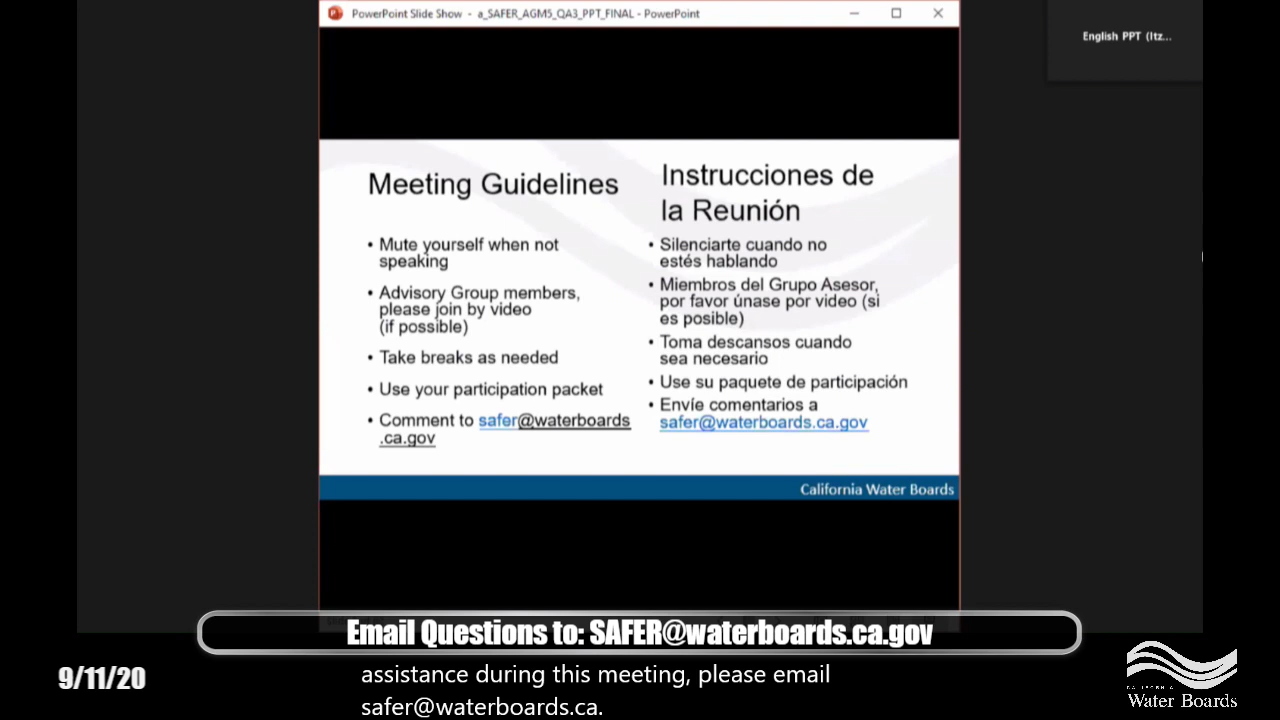 PowerPoint Slide Show - a_SAFER_AGM5_QA3_PPT_FINAL - PowerPoint
English PPT (Itz...
Meeting Guidelines
• Mute yourself when not
speaking
• Advisory Group members,
please join by video
(if possible)
• Take breaks as needed
• Use your participation packet
• Comment to safer@waterboards
.ca.gov
Instrucciones de
la Reunión
• Silenciarte cuando no
estés hablando
• Miembros del Grupo Asesor,
por favor únase por video (si
es posible)
• Toma descansos cuando
sea necesario
• Use su paquete de participación
• Envíe comentarios a
safer@waterboards.ca.gov
California Water Boards
Email Questions to: SAFER@waterboards.ca.gov
9/11/20
assistance during this meeting, please email
safer@waterboards.ca.
CALIFORNIA
Water Boards